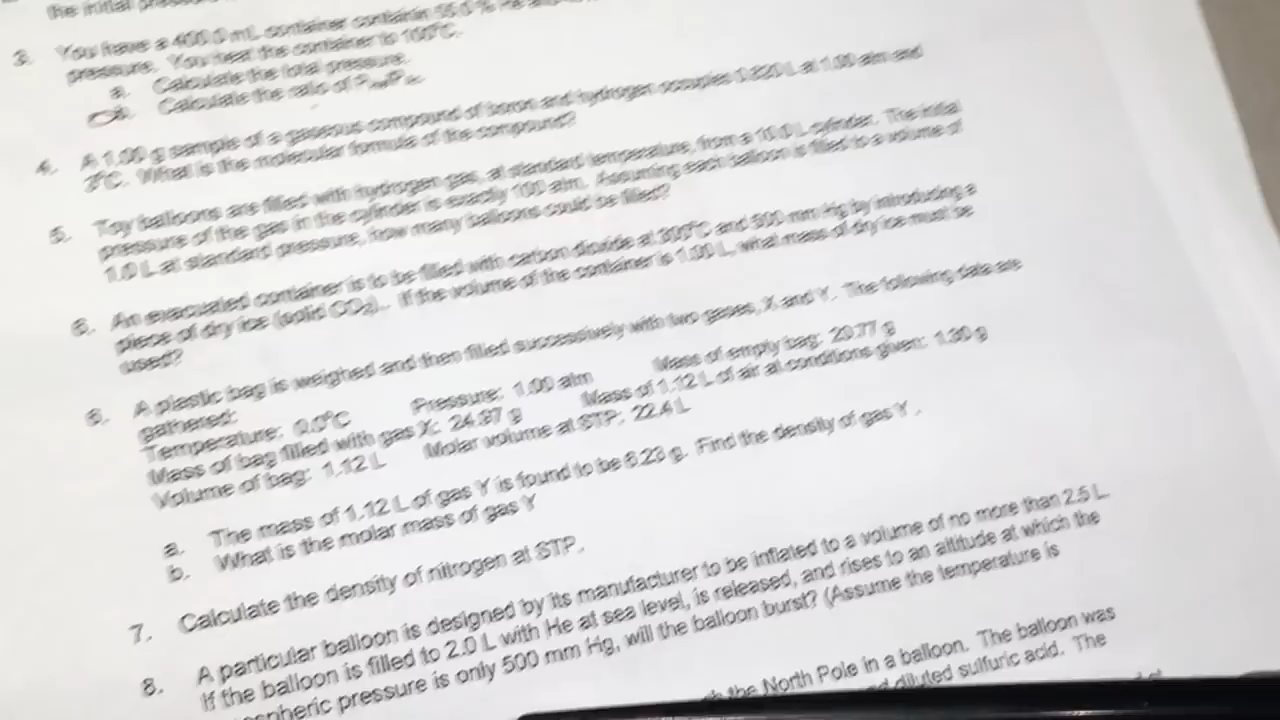 the initial pressure
3. You have a 400.0 mL container containin 55.0 % He
pressure. You heat the container to 100°C.
a. Calculate the total pressure.
b. Calculate the ratio of
4. A 1.00 g sample of a gaseous compound of boron and hydrogen occupies 0.820 L at 1.00 atm and
3°C. What is the molecular formula of the compound?
5. Toy balloons are filled with hydrogen gas, at standard temperature, from a 10.0 L cylinder. The initial
pressure of the gas in the cylinder is exactly 100 atm. Assuming each balloon is filled to a volume of
1.0 L at standard pressure, how many balloons could be filled?
6. An evacuated container is to be filled with carbon dioxide at 300°C and 500 mm Hg by introducing a
piece of dry ice (solid CO₂).. If the volume of the container is 1.00 L, what mass of dry ice must be
used?
6. A plastic bag is weighed and then filled successively with two gases, X and Y. The following data are
gathered:
Temperature: 0.0°C Pressure: 1.00 atm Mass of empty bag: 20.77 g
Mass of bag filled with gas X: 24.97 g Mass of 1.12 L of air at conditions given: 1.30 g
Volume of bag: 1.12 L Molar volume at STP: 22.4 L
a. The mass of 1.12 L of gas Y is found to be 6.23 g. Find the density of gas Y .
b. What is the molar mass of gas Y
7. Calculate the density of nitrogen at STP.
8. A particular balloon is designed by its manufacturer to be inflated to a volume of no more than 2.5 L.
If the balloon is filled to 2.0 L with He at sea level, is released, and rises to an altitude at which the
ospheric pressure is only 500 mm Hg, will the balloon burst? (Assume the temperature is
the North Pole in a balloon. The balloon was
diluted sulfuric acid. The